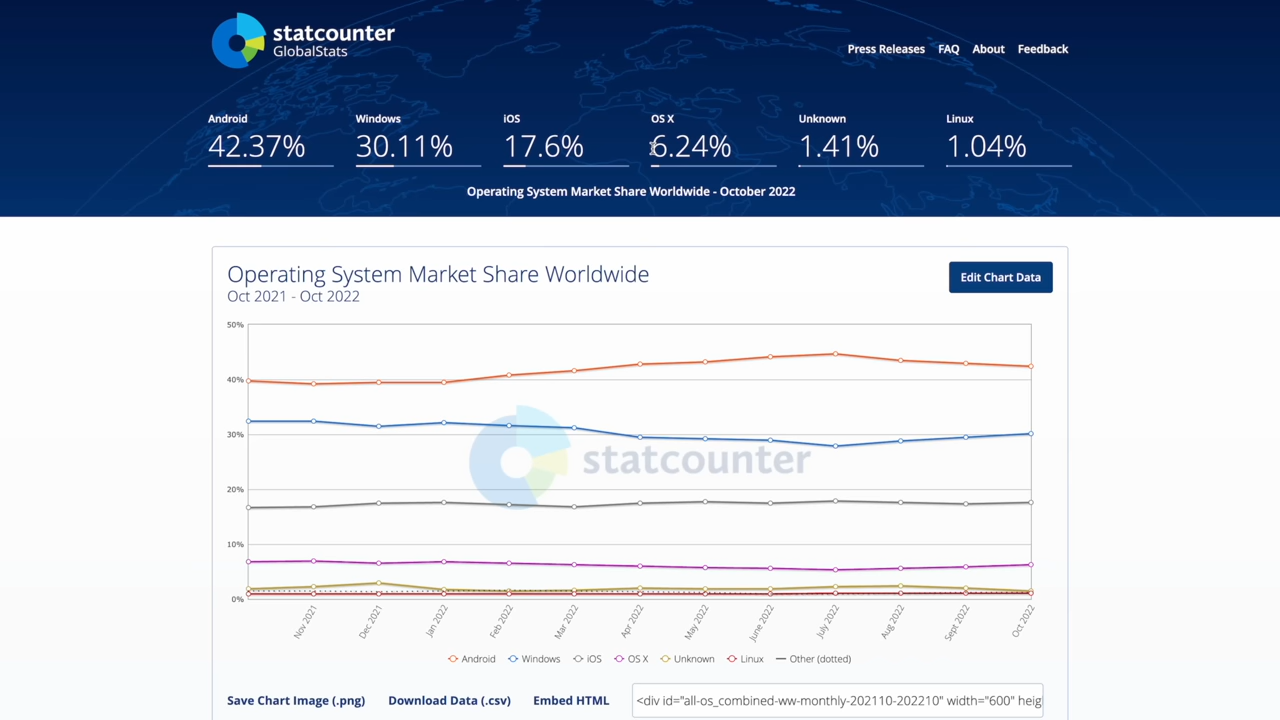 statcounter
GlobalStats
Press Releases FAQ About Feedback
Android Windows iOS OS X Unknown Linux
42.37% 30.11% 17.6% 6.24% 1.41% 1.04%
Operating System Market Share Worldwide - October 2022
Operating System Market Share Worldwide
Oct 2021 - Oct 2022
Edit Chart Data
50%
40%
30%
statcounter
20%
10%
0%
Nov 2021 Dec 2021 Jan 2022 Feb 2022 Mar 2022 Apr 2022 May 2022 June 2022 July 2022 Aug 2022 Sept 2022 Oct 2022
Android Windows iOS OS X Unknown Linux Other (dotted)
Save Chart Image (.png) Download Data (.csv) Embed HTML <div id="all-os_combined-ww-monthly-202110-202210" width="600" heig